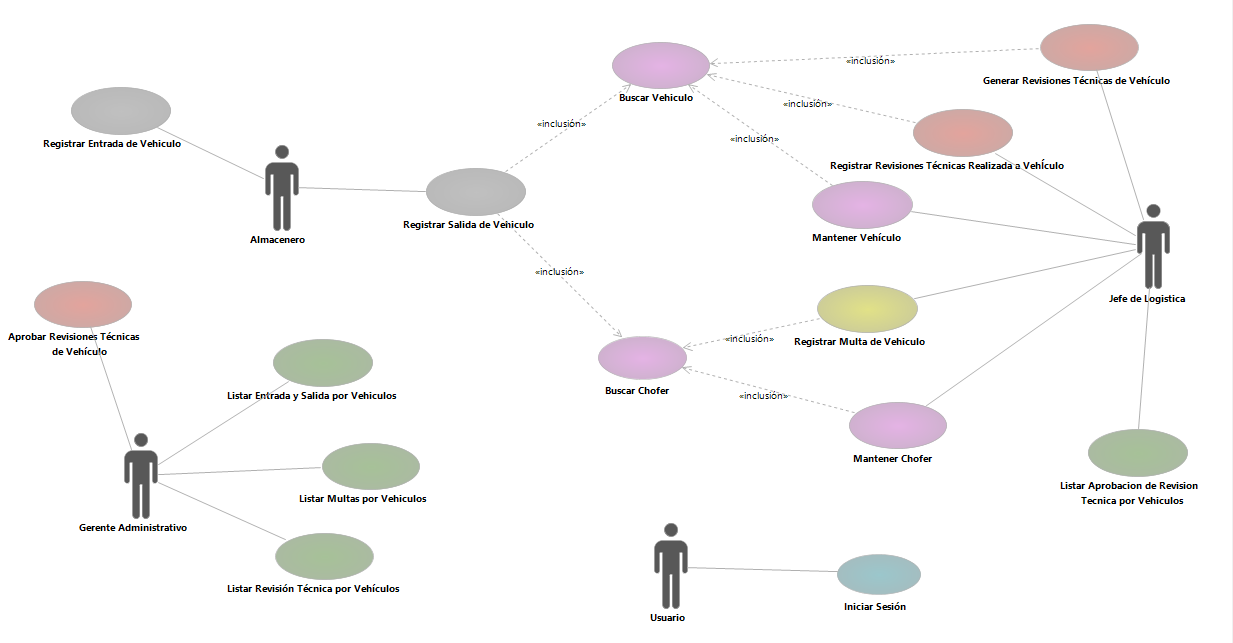 «inclusión»
Generar Revisiones Técnicas de Vehículo
Buscar Vehiculo
«inclusión»
«inclusión»
Registrar Entrada de Vehiculo
«inclusión»
Registrar Revisiones Técnicas Realizada a Vehículo
Registrar Salida de Vehiculo
Almacenero
Mantener Vehículo
«inclusión»
Jefe de Logistica
Aprobar Revisiones Técnicas
de Vehículo
«inclusión»
Registrar Multa de Vehiculo
Listar Entrada y Salida por Vehiculos
Buscar Chofer
«inclusión»
Mantener Chofer
Listar Aprobacion de Revision
Tecnica por Vehiculos
Listar Multas por Vehiculos
Gerente Administrativo
Listar Revisión Técnica por Vehículos
Iniciar Sesión
Usuario